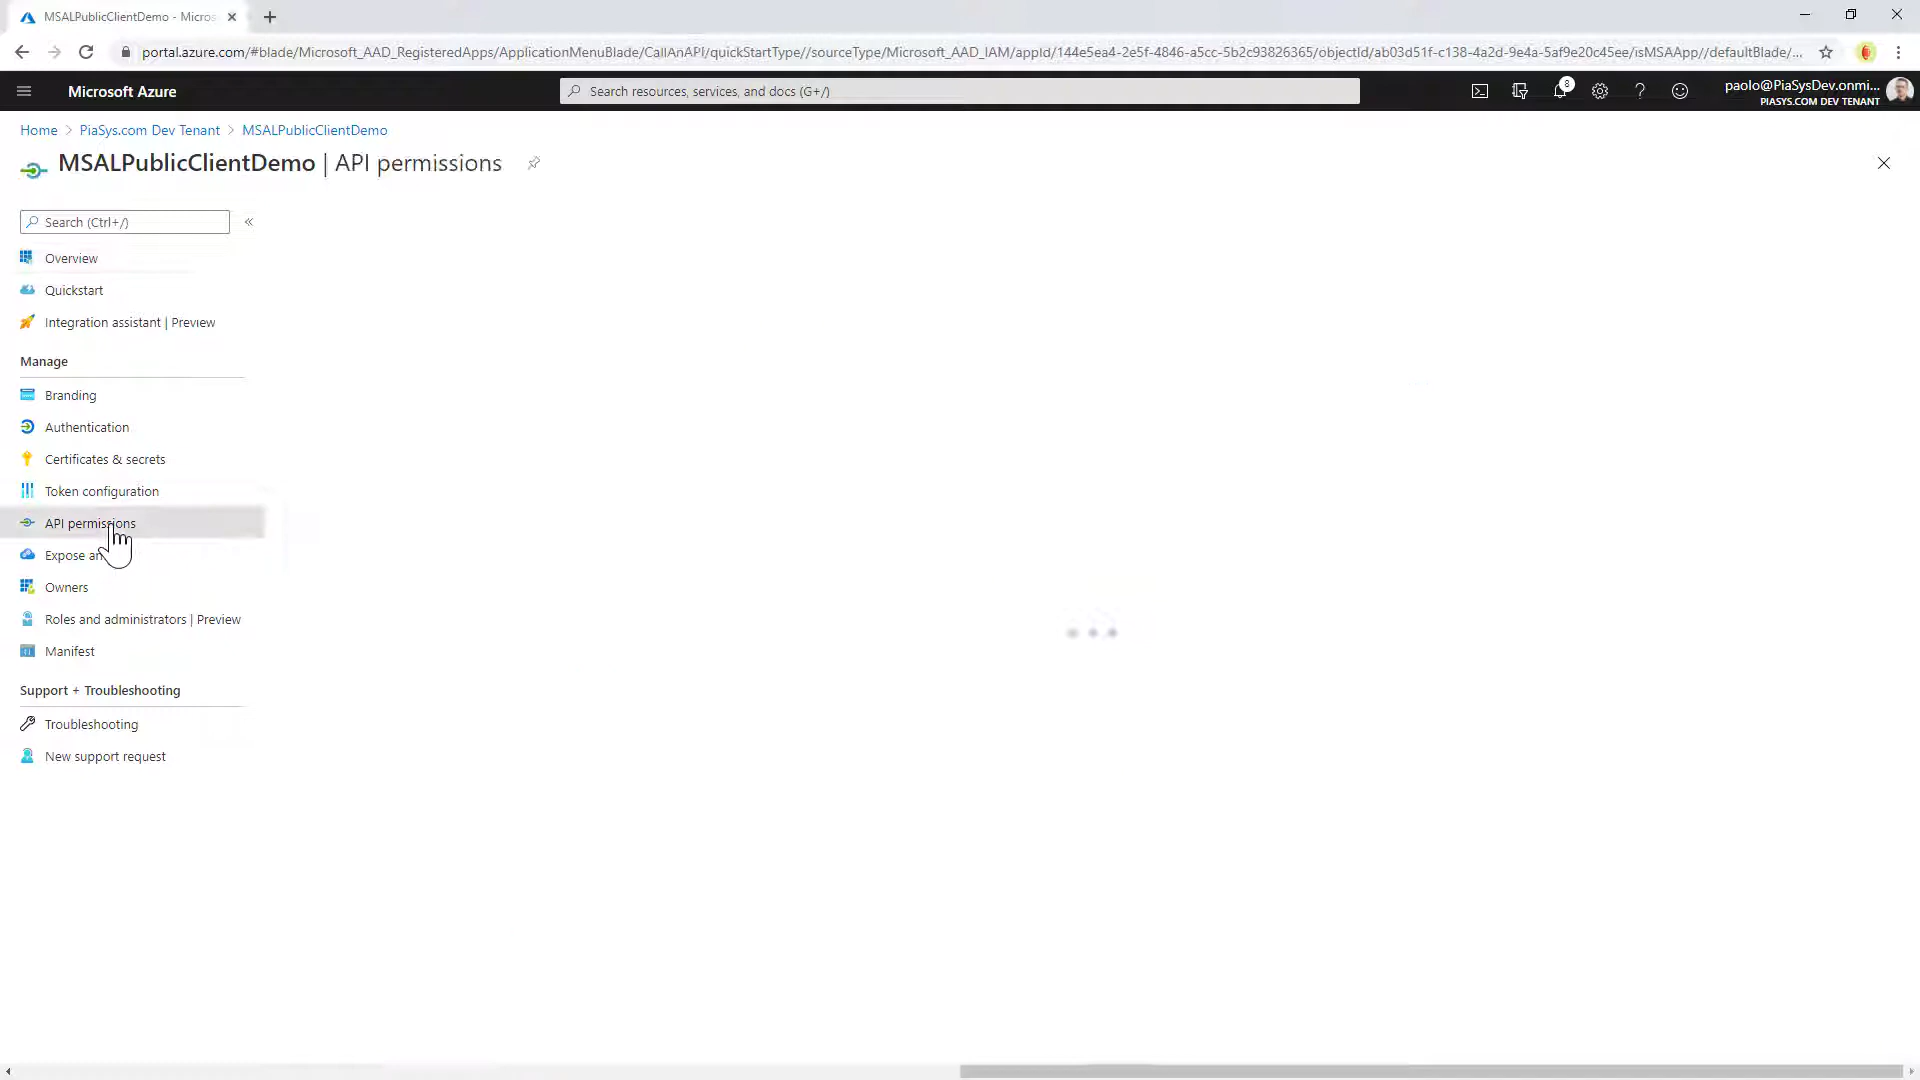 MSALPublicClientDemo - Micros
portal.azure.com/#blade/Microsoft_AAD_RegisteredApps/ApplicationMenuBlade/CallAnAPI/quickStartType//sourceType/Microsoft_AAD_IAM/appId/144e5ea4-2e5f-4846-a5cc-5b2c93826365/objectId/ab03d51f-c138-4a2d-9e4a-5af9e20c45ee/isMSAApp//defaultBlade/...
Microsoft Azure
Search resources, services, and docs (G+/)
8
paolo@PiaSysDev.onmi...
PIASYS.COM DEV TENANT
Home > PiaSys.com Dev Tenant > MSALPublicClientDemo
MSALPublicClientDemo | API permissions
Search (Ctrl+/)
Overview
Quickstart
Integration assistant | Preview
Manage
Branding
Authentication
Certificates & secrets
Token configuration
API permissions
Expose an
Owners
Roles and administrators | Preview
Manifest
Support + Troubleshooting
Troubleshooting
New support request